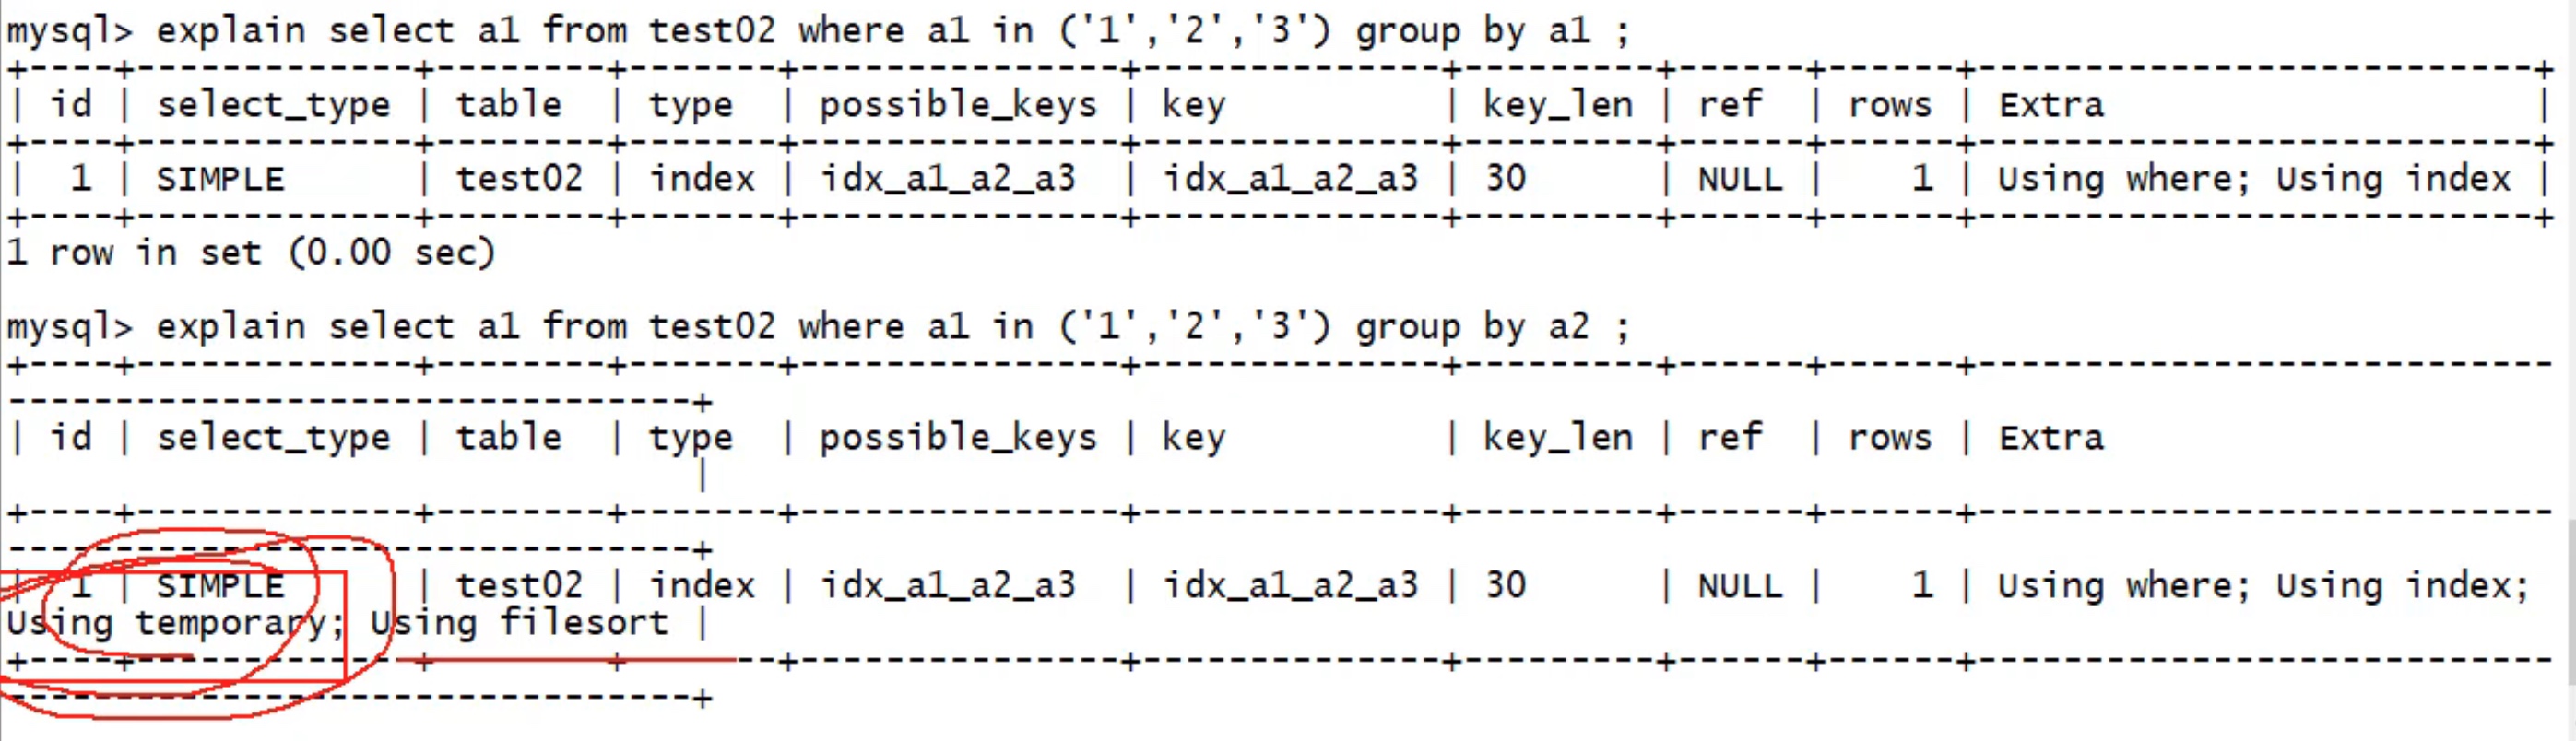 mysql> explain select a1 from test02 where a1 in ('1','2','3') group by a1 ;
+----+-------------+--------+-------+---------------+-------------+---------+------+------+--------------------------+
| id | select_type | table  | type  | possible_keys | key         | key_len | ref  | rows | Extra                    |
+----+-------------+--------+-------+---------------+-------------+---------+------+------+--------------------------+
|  1 | SIMPLE      | test02 | index | idx_a1_a2_a3  | idx_a1_a2_a3 | 30      | NULL |    1 | Using where; Using index |
+----+-------------+--------+-------+---------------+-------------+---------+------+------+--------------------------+
1 row in set (0.00 sec)
mysql> explain select a1 from test02 where a1 in ('1','2','3') group by a2 ;
+----+-------------+--------+-------+---------------+--------------+---------+------+------+---------------------------
--------------------------------+
| id | select_type | table  | type  | possible_keys | key          | key_len | ref  | rows | Extra
                                |
+----+-------------+--------+-------+---------------+--------------+---------+------+------+---------------------------
--------------------------------+
|  1 | SIMPLE      | test02 | index | idx_a1_a2_a3  | idx_a1_a2_a3 | 30      | NULL |    1 | Using where; Using index;
Using temporary; Using filesort |
+----+-------------+--------+-------+---------------+--------------+---------+------+------+---------------------------
--------------------------------+